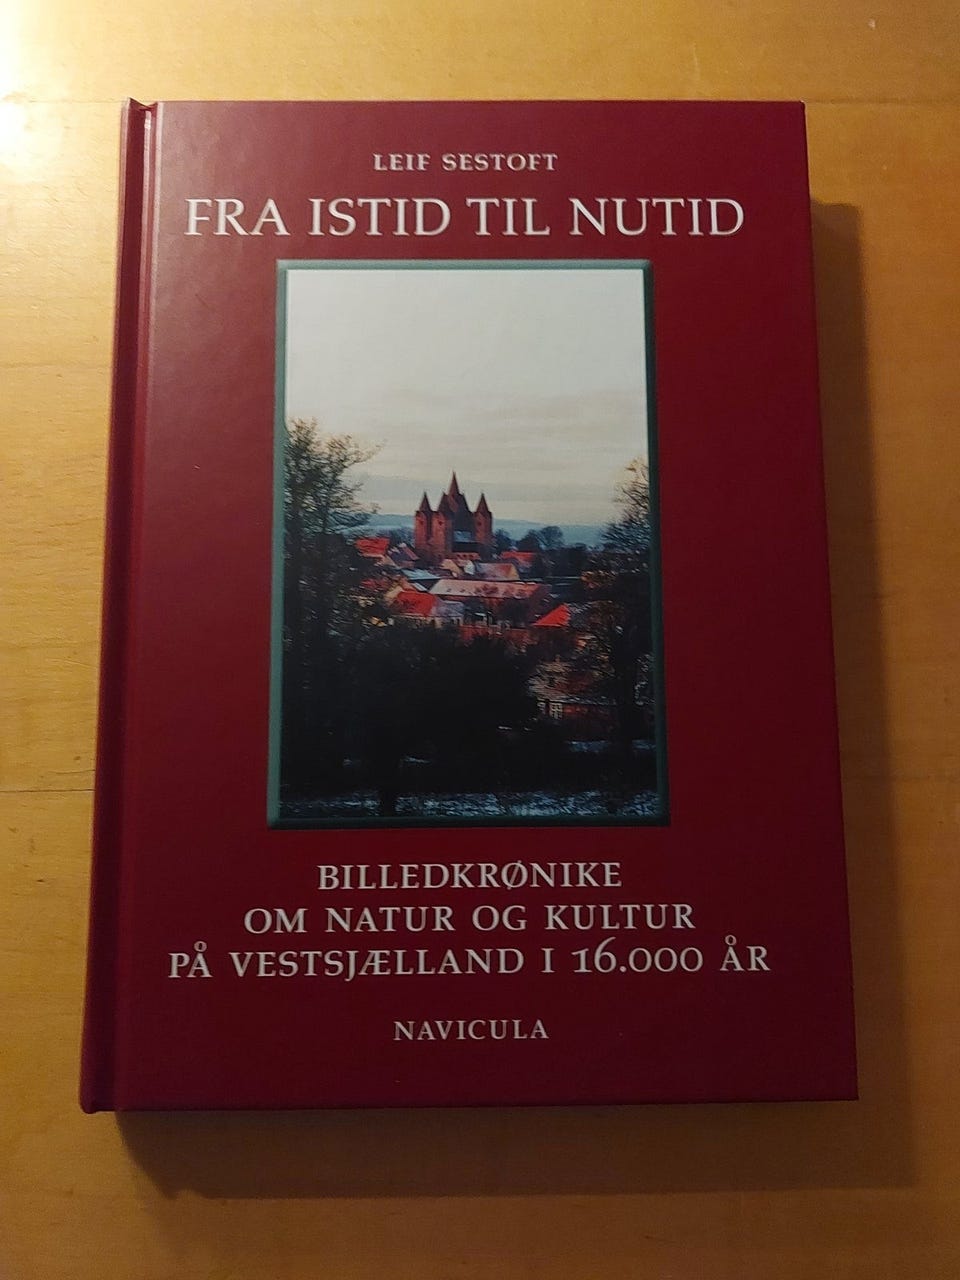 LEIF SESTOFT
FRA ISTID TIL NUTID
BILLEDKRØNIKE
OM NATUR OG KULTUR
PÅ VESTSJÆLLAND I 16.000 ÅR
NAVICULA